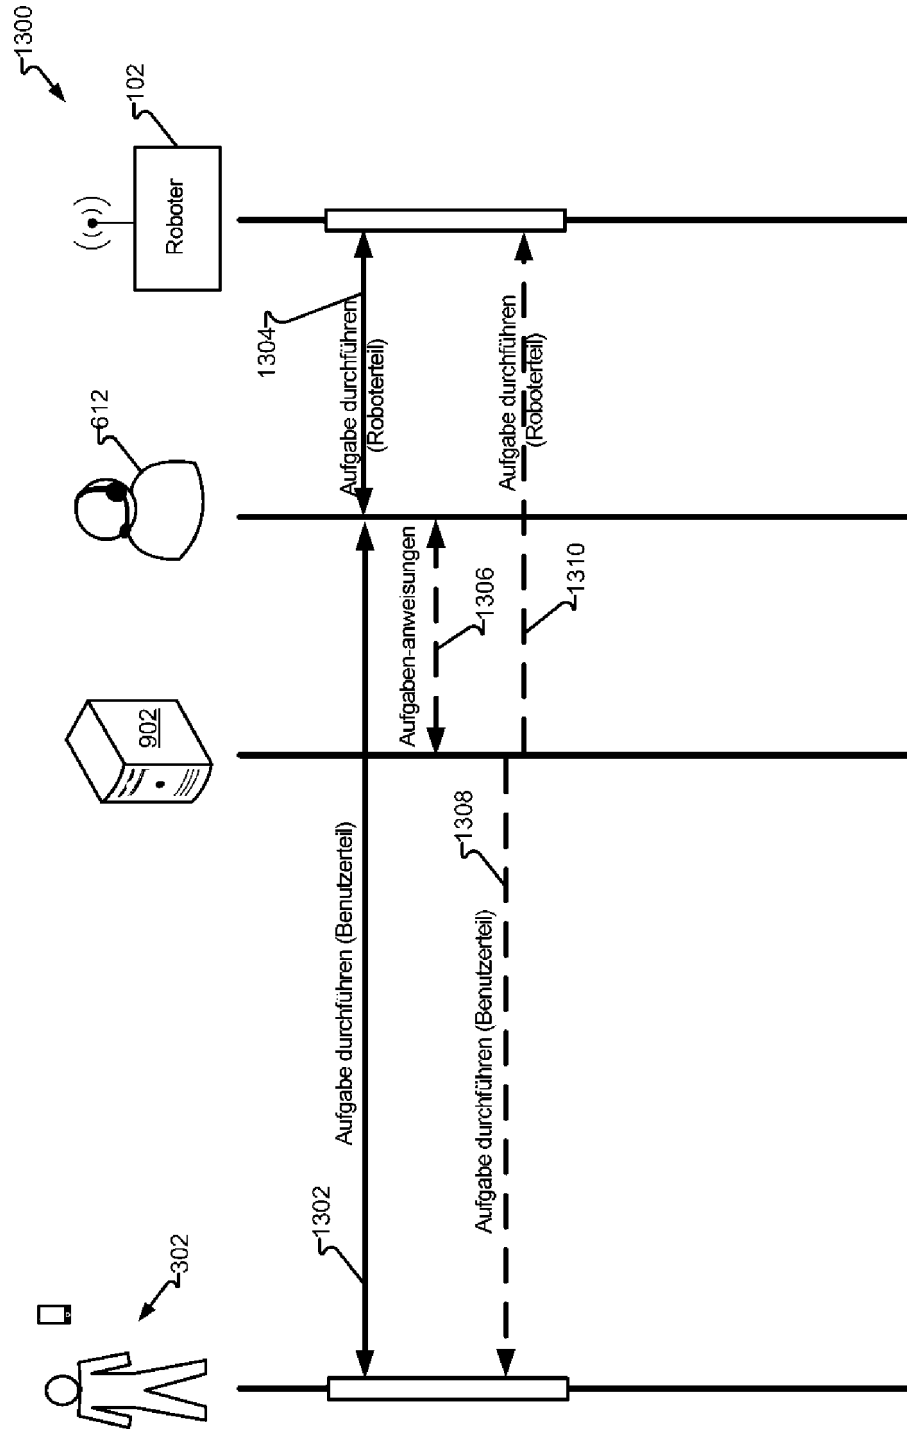 1300
302
902
612
102
Roboter
1302
Aufgabe durchführen (Benutzerteil)
1304
Aufgabe durchführen
(Roboterteil)
Aufgaben-anweisungen
1306
Aufgabe durchführen (Benutzerteil)
1308
Aufgabe durchführen
(Roboterteil)
1310